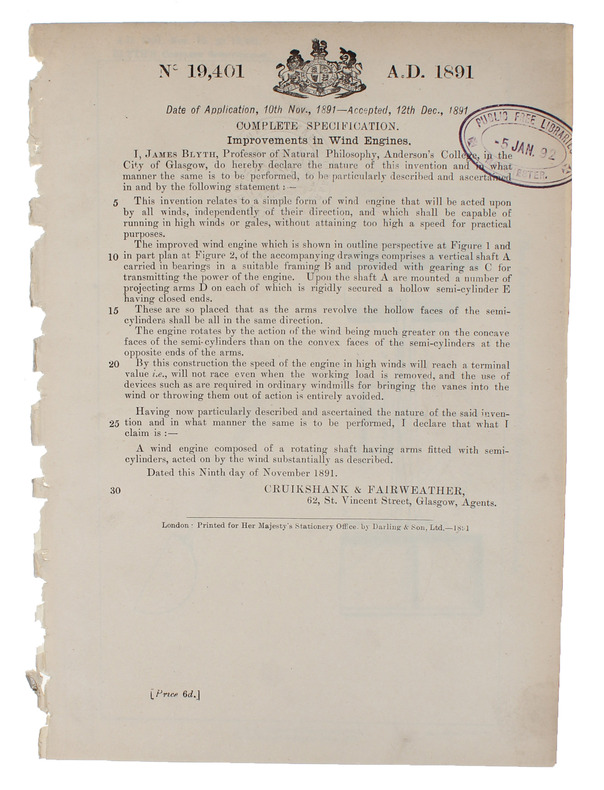 Nº 19,401 A.D. 1891
Date of Application, 10th Nov., 1891—Accepted, 12th Dec., 1891
COMPLETE SPECIFICATION.
Improvements in Wind Engines.
PUBLIC FREE LIBRARIES
-5 JAN. 92
I, JAMES BLYTH, Professor of Natural Philosophy, Anderson's College, in the
City of Glasgow, do hereby declare the nature of this invention and in what
manner the same is to be performed, to be particularly described and ascertained
in and by the following statement:—
5 This invention relates to a simple form of wind engine that will be acted upon
by all winds, independently of their direction, and which shall be capable of
running in high winds or gales, without attaining too high a speed for practical
purposes.
The improved wind engine which is shown in outline perspective at Figure 1 and
10 in part plan at Figure 2, of the accompanying drawings comprises a vertical shaft A
carried in bearings in a suitable framing B and provided with gearing as C for
transmitting the power of the engine. Upon the shaft A are mounted a number of
projecting arms D on each of which is rigidly secured a hollow semi-cylinder E
having closed ends.
15 These are so placed that as the arms revolve the hollow faces of the semi-
cylinders shall be all in the same direction.
The engine rotates by the action of the wind being much greater on the concave
faces of the semi-cylinders than on the convex faces of the semi-cylinders at the
opposite ends of the arms.
20 By this construction the speed of the engine in high winds will reach a terminal
value i.e., will not race even when the working load is removed, and the use of
devices such as are required in ordinary windmills for bringing the vanes into the
wind or throwing them out of action is entirely avoided.
Having now particularly described and ascertained the nature of the said inven-
25 tion and in what manner the same is to be performed, I declare that what I
claim is:—
A wind engine composed of a rotating shaft having arms fitted with semi-
cylinders, acted on by the wind substantially as described.
Dated this Ninth day of November 1891.
30 CRUIKSHANK & FAIRWEATHER,
62, St. Vincent Street, Glasgow, Agents.
London: Printed for Her Majesty's Stationery Office, by Darling & Son, Ltd.—1891
[Price 6d.]